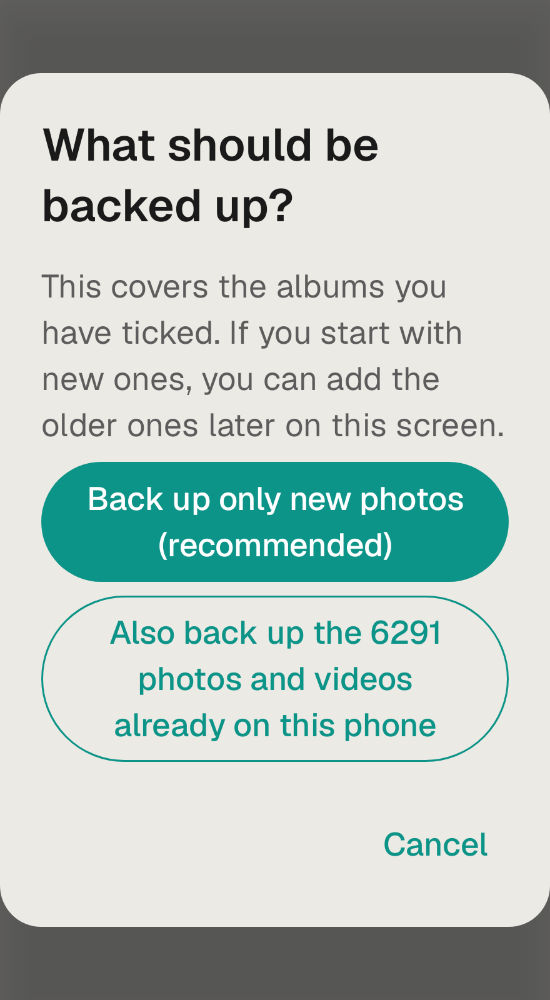 What should be
backed up?
This covers the albums you
have ticked. If you start with
new ones, you can add the
older ones later on this screen.
Back up only new photos
(recommended)
Also back up the 6291
photos and videos
already on this phone
Cancel